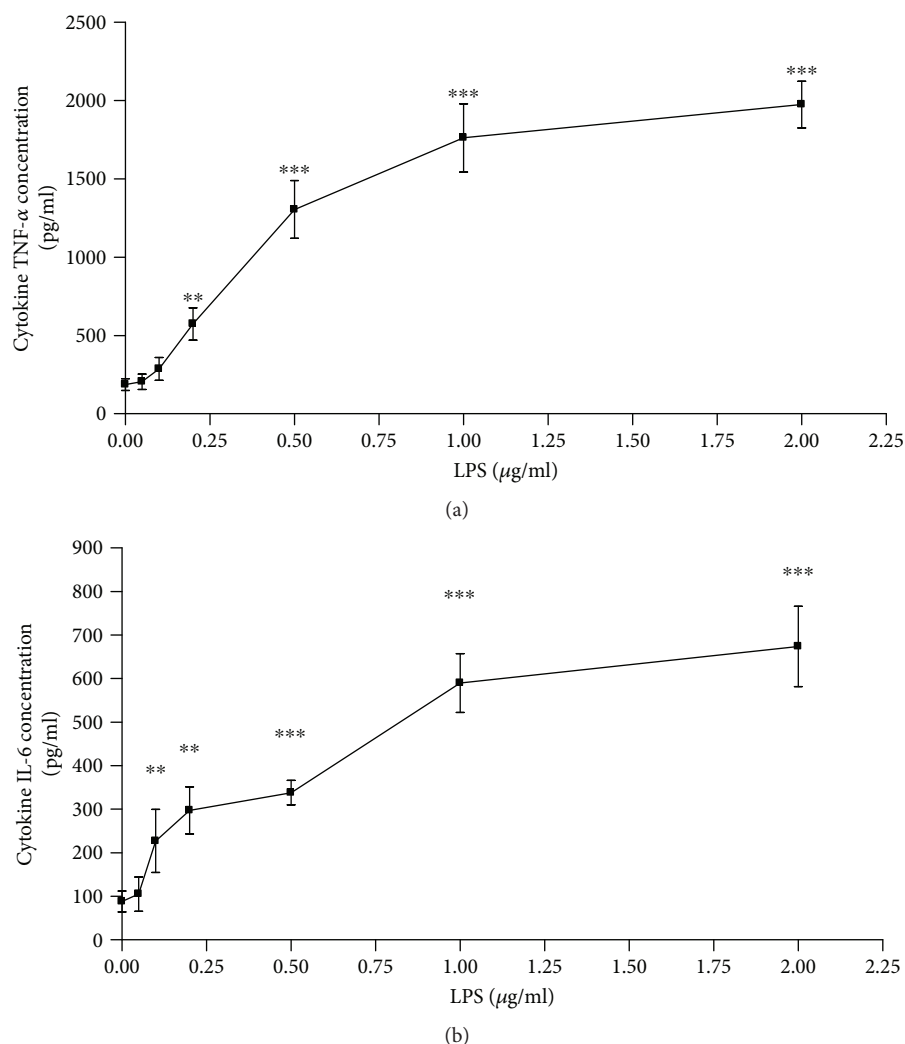 2500
2000
1500
1000
500
0
Cytokine TNF-α concentration
(pg/ml)
**
***
***
***
0.00 0.25 0.50 0.75 1.00 1.25 1.50 1.75 2.00 2.25
LPS (μg/ml)
(a)
900
800
700
600
500
400
300
200
100
0
Cytokine IL-6 concentration
(pg/ml)
**
**
***
***
***
0.00 0.25 0.50 0.75 1.00 1.25 1.50 1.75 2.00 2.25
LPS (μg/ml)
(b)